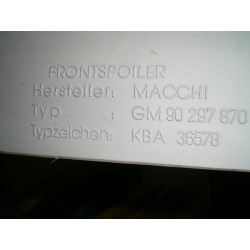 FRONTSPOILER
Hersteller: MACCHI
Typ : GM 90 297 870
Typzeichen: KBA 36578